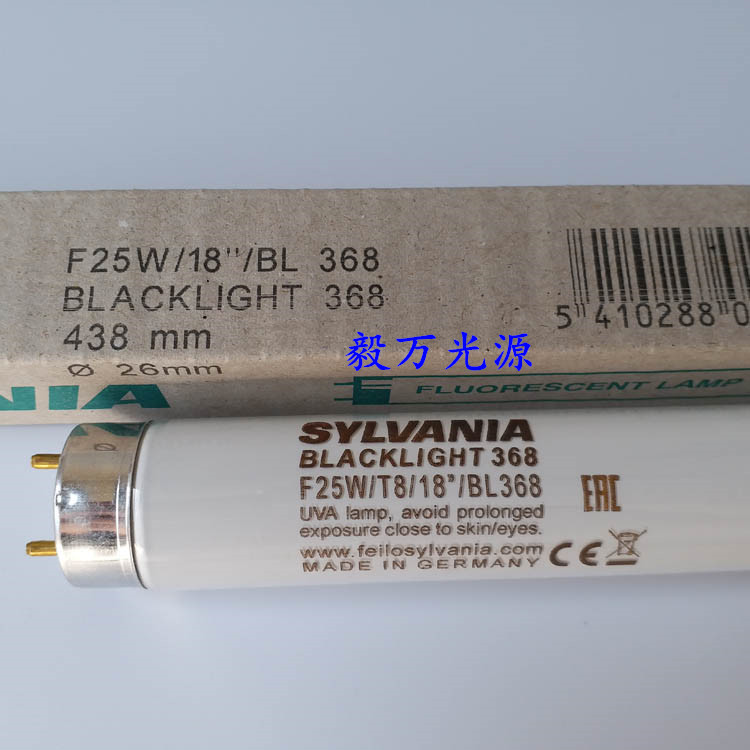 F25W/18"/BL 368
BLACKLIGHT 368
438 mm
Ø 26mm
5 410288 0
毅万光源
NIA
FLUORESCENT LAMP
SYLVANIA
BLACKLIGHT 368
F25W/T8/18"/BL368
UVA lamp, avoid prolonged
exposure close to skin/eyes.
www.feilosylvania.com
MADE IN GERMANY
EAC
CE